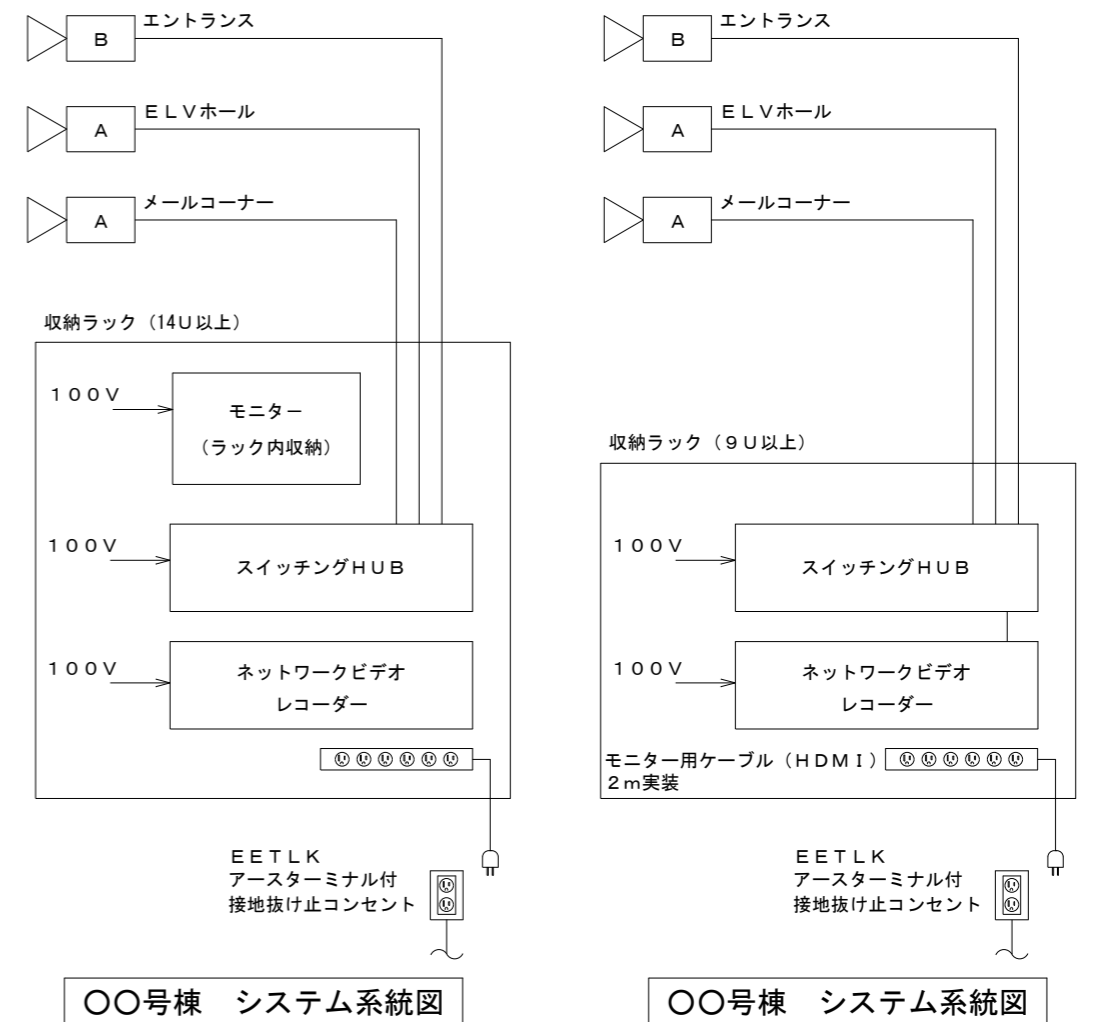 B
エントランス
A
ＥＬＶホール
A
メールコーナー
収納ラック（14Ｕ以上）
１００Ｖ
モニター
（ラック内収納）
１００Ｖ
スイッチングＨＵＢ
１００Ｖ
ネットワークビデオ
レコーダー
ＥＥＴＬＫ
アースターミナル付
接地抜け止コンセント
〇〇号棟　システム系統図
B
エントランス
A
ＥＬＶホール
A
メールコーナー
収納ラック（９Ｕ以上）
１００Ｖ
スイッチングＨＵＢ
１００Ｖ
ネットワークビデオ
レコーダー
モニター用ケーブル（ＨＤＭＩ）
２ｍ実装
ＥＥＴＬＫ
アースターミナル付
接地抜け止コンセント
〇〇号棟　システム系統図